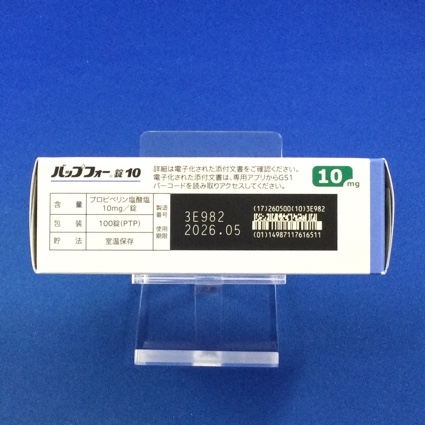 バップフォー®錠10
詳細は電子化された添付文書をご確認ください。
電子化された添付文書は、専用アプリからGS1
バーコードを読み取りアクセスしてください。
10mg
含量 プロピベリン塩酸塩
10mg/錠
包装 100錠(PTP)
貯法 室温保存
製造番号 3E982
使用期限 2026.05
(17)260500(10)3E982
(01)14987117616511